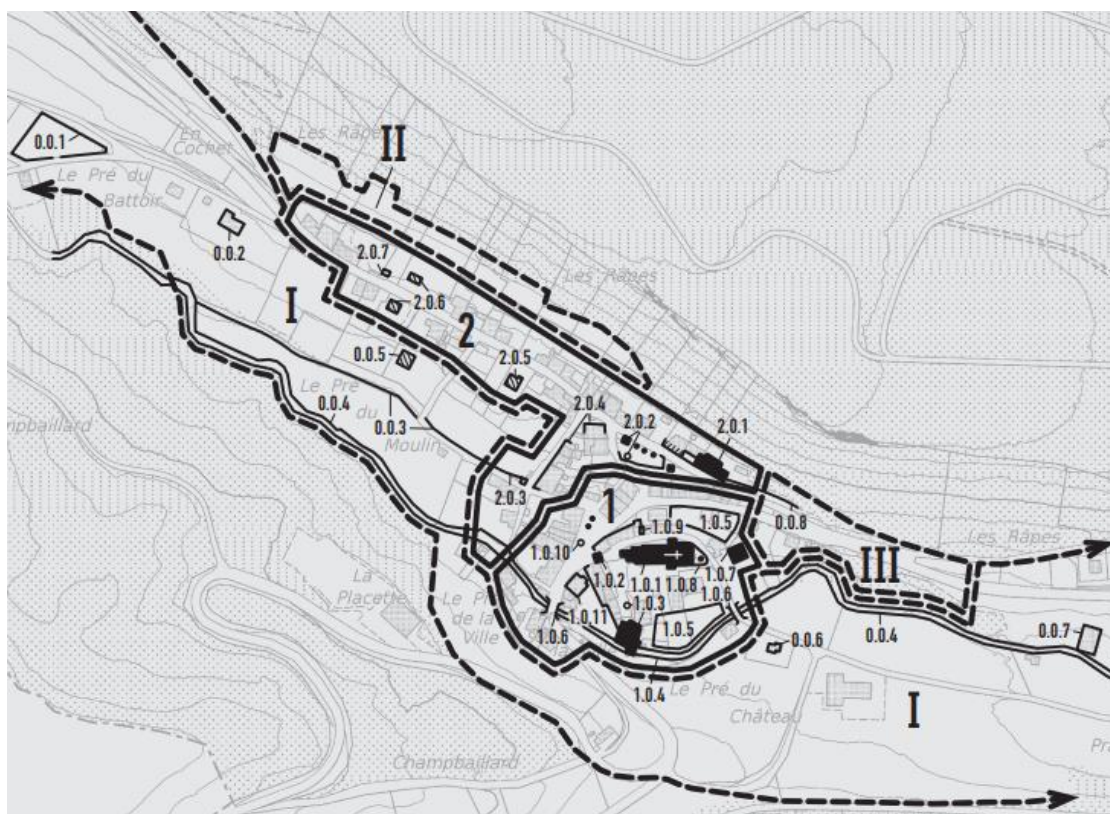 II
Les Râpes
0.0.1
En
Cochet
Le Pré du
Battoir
0.0.2
2.0.7
2.0.6
Les Râpes
I
2
0.0.5
2.0.5
Le Pré
du
Moulin
0.0.4
0.0.3
2.0.4
2.0.2
2.0.1
2.0.3
1
1.0.9
1.0.5
0.0.8
1.0.10
Les Râpes
III
1.0.2
1.0.1
1.0.8
1.0.7
1.0.6
1.0.3
La
Placette
1.0.11
1.0.5
1.0.6
0.0.4
0.0.6
0.0.7
de la
Ville
1.0.4
Le Pré du
Château
I
Champbaillard